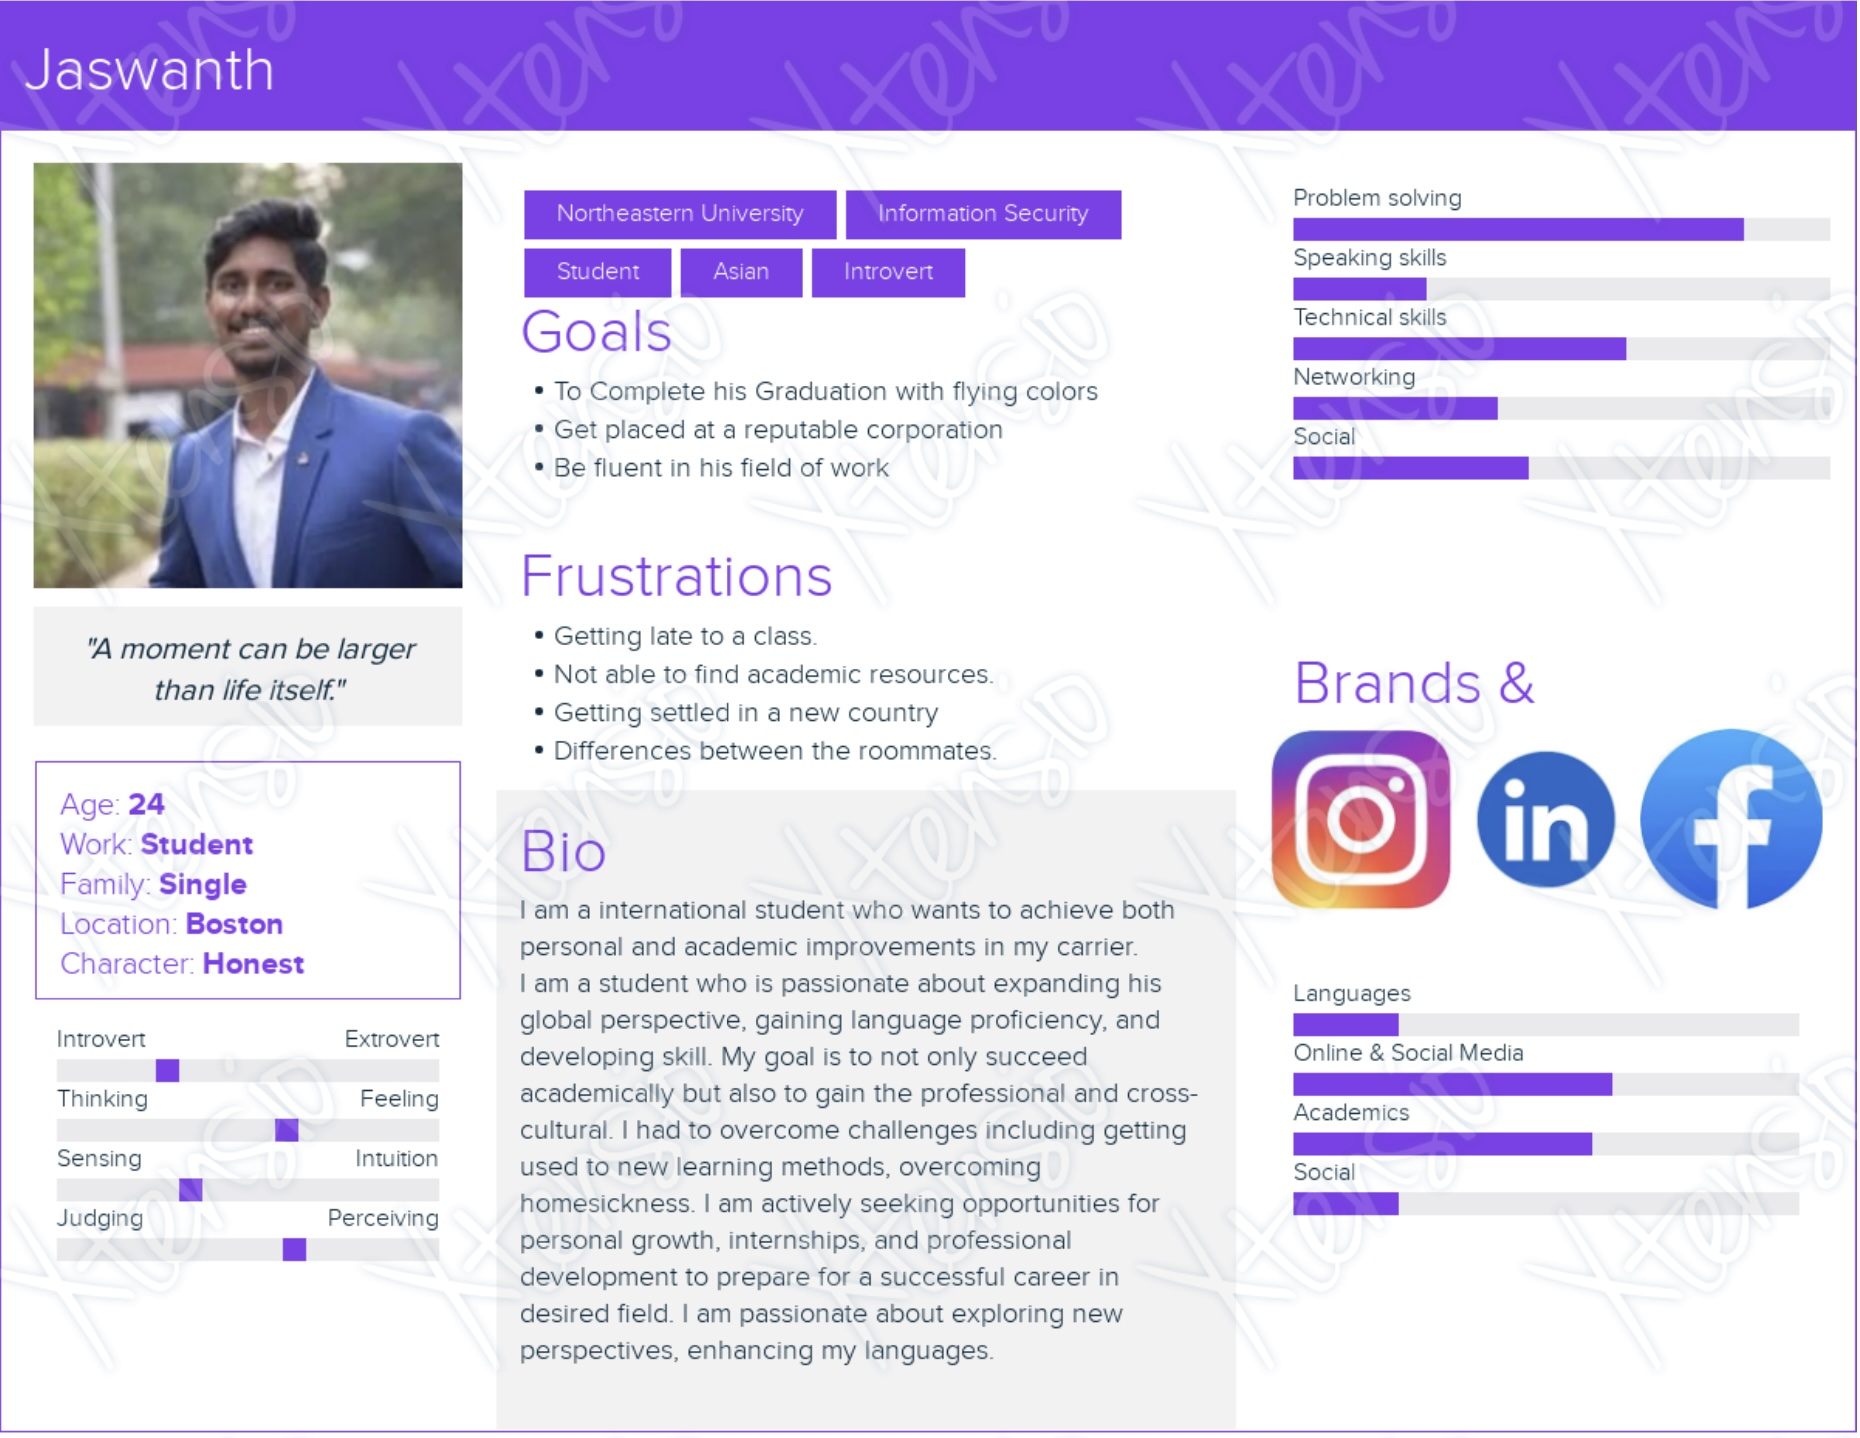 Jaswanth
"A moment can be larger
than life itself."
Age: 24
Work: Student
Family: Single
Location: Boston
Character: Honest
Introvert Extrovert
Thinking Feeling
Sensing Intuition
Judging Perceiving
Northeastern University Information Security
Student Asian Introvert
Goals
• To Complete his Graduation with flying colors
• Get placed at a reputable corporation
• Be fluent in his field of work
Frustrations
• Getting late to a class.
• Not able to find academic resources.
• Getting settled in a new country
• Differences between the roommates.
Bio
I am a international student who wants to achieve both
personal and academic improvements in my carrier.
I am a student who is passionate about expanding his
global perspective, gaining language proficiency, and
developing skill. My goal is to not only succeed
academically but also to gain the professional and cross-
cultural. I had to overcome challenges including getting
used to new learning methods, overcoming
homesickness. I am actively seeking opportunities for
personal growth, internships, and professional
development to prepare for a successful career in
desired field. I am passionate about exploring new
perspectives, enhancing my languages.
Problem solving
Speaking skills
Technical skills
Networking
Social
Brands &
in f
Languages
Online & Social Media
Academics
Social
xtensio